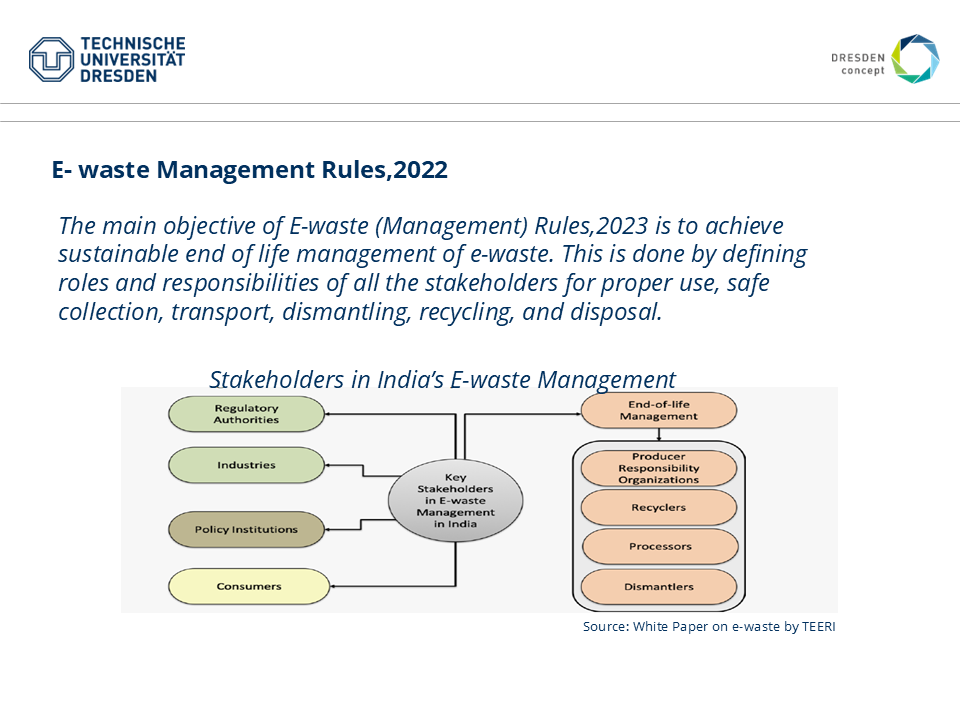 TECHNISCHE
UNIVERSITÄT
DRESDEN
DRESDEN
concept
E- waste Management Rules,2022
The main objective of E-waste (Management) Rules,2023 is to achieve
sustainable end of life management of e-waste. This is done by defining
roles and responsibilities of all the stakeholders for proper use, safe
collection, transport, dismantling, recycling, and disposal.
Stakeholders in India’s E-waste Management
Regulatory
Authorities
Industries
Policy Institutions
Consumers
Key
Stakeholders
in E-waste
Management
in India
End-of-life
Management
Producer
Responsibility
Organizations
Recyclers
Processors
Dismantlers
Source: White Paper on e-waste by TEERI